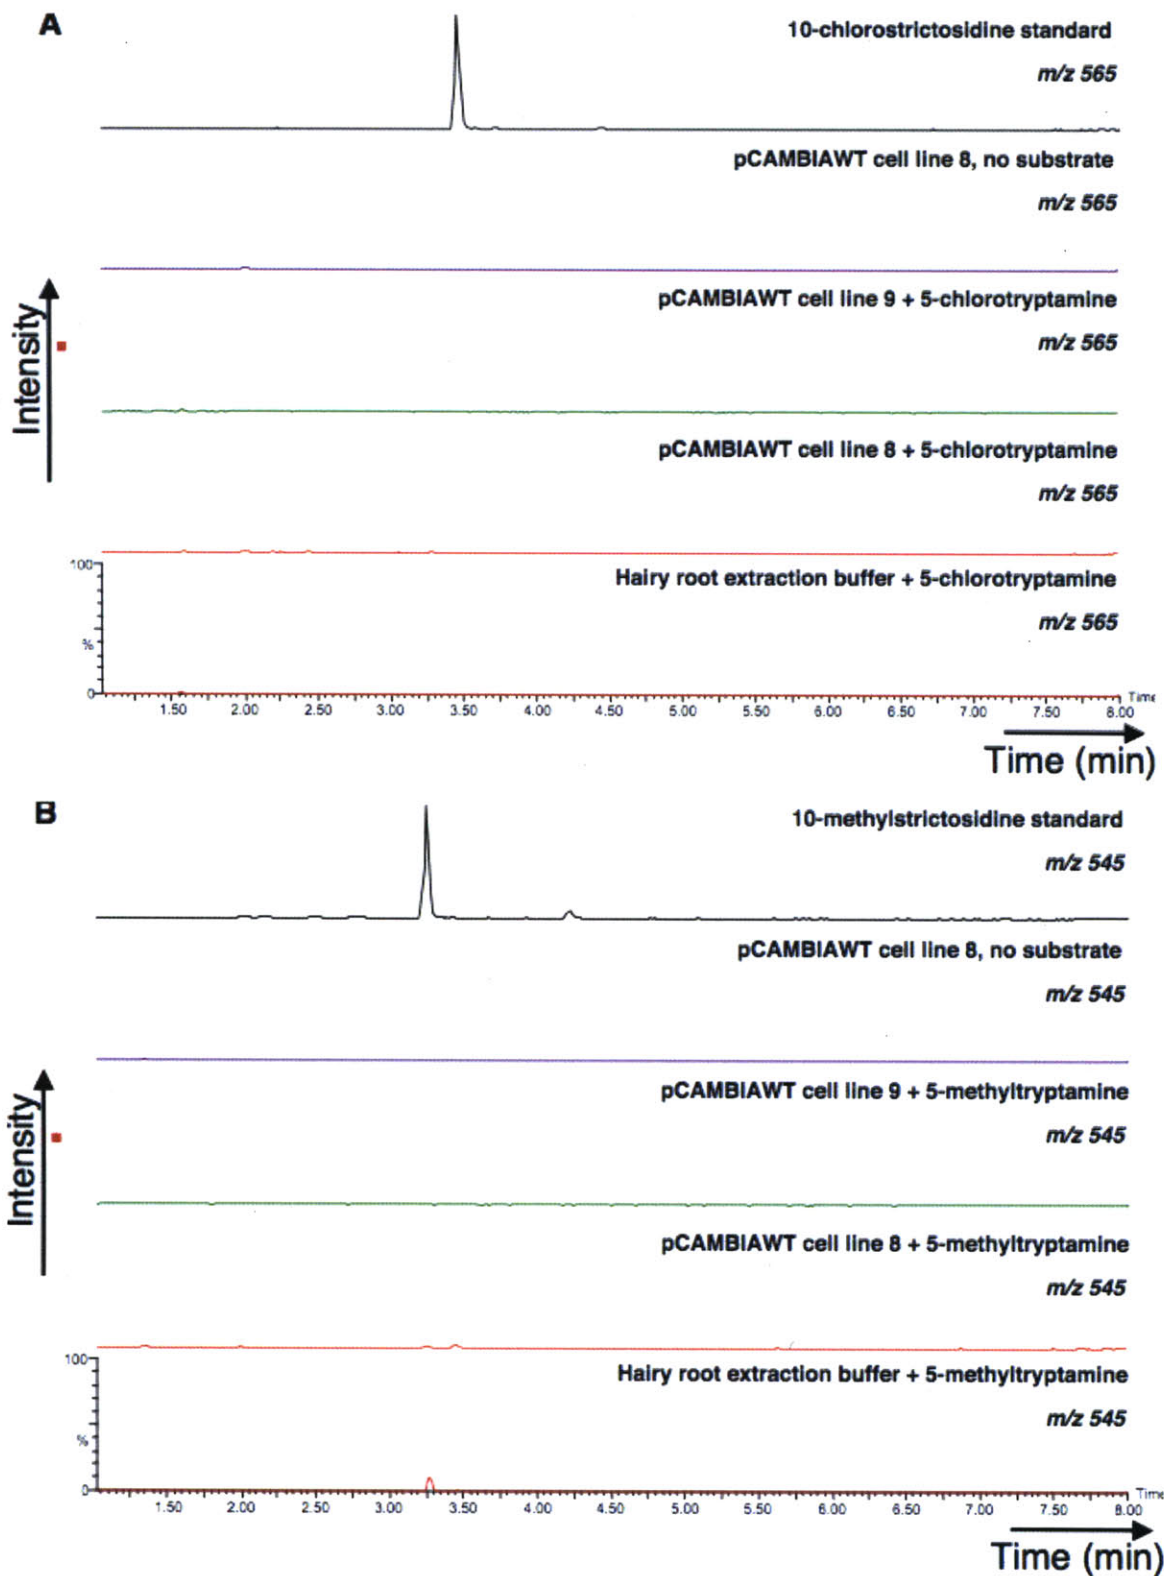 A
10-chlorostrictosidine standard
m/z 565
pCAMBIAWT cell line 8, no substrate
m/z 565
pCAMBIAWT cell line 9 + 5-chlorotryptamine
m/z 565
Intensity
pCAMBIAWT cell line 8 + 5-chlorotryptamine
m/z 565
100
Hairy root extraction buffer + 5-chlorotryptamine
m/z 565
%
0
Time
1.50 2.00 2.50 3.00 3.50 4.00 4.50 5.00 5.50 6.00 6.50 7.00 7.50 8.00
Time (min)
B
10-methylstrictosidine standard
m/z 545
pCAMBIAWT cell line 8, no substrate
m/z 545
pCAMBIAWT cell line 9 + 5-methyltryptamine
m/z 545
Intensity
pCAMBIAWT cell line 8 + 5-methyltryptamine
m/z 545
100
Hairy root extraction buffer + 5-methyltryptamine
m/z 545
%
0
Time
1.50 2.00 2.50 3.00 3.50 4.00 4.50 5.00 5.50 6.00 6.50 7.00 7.50 8.00
Time (min)